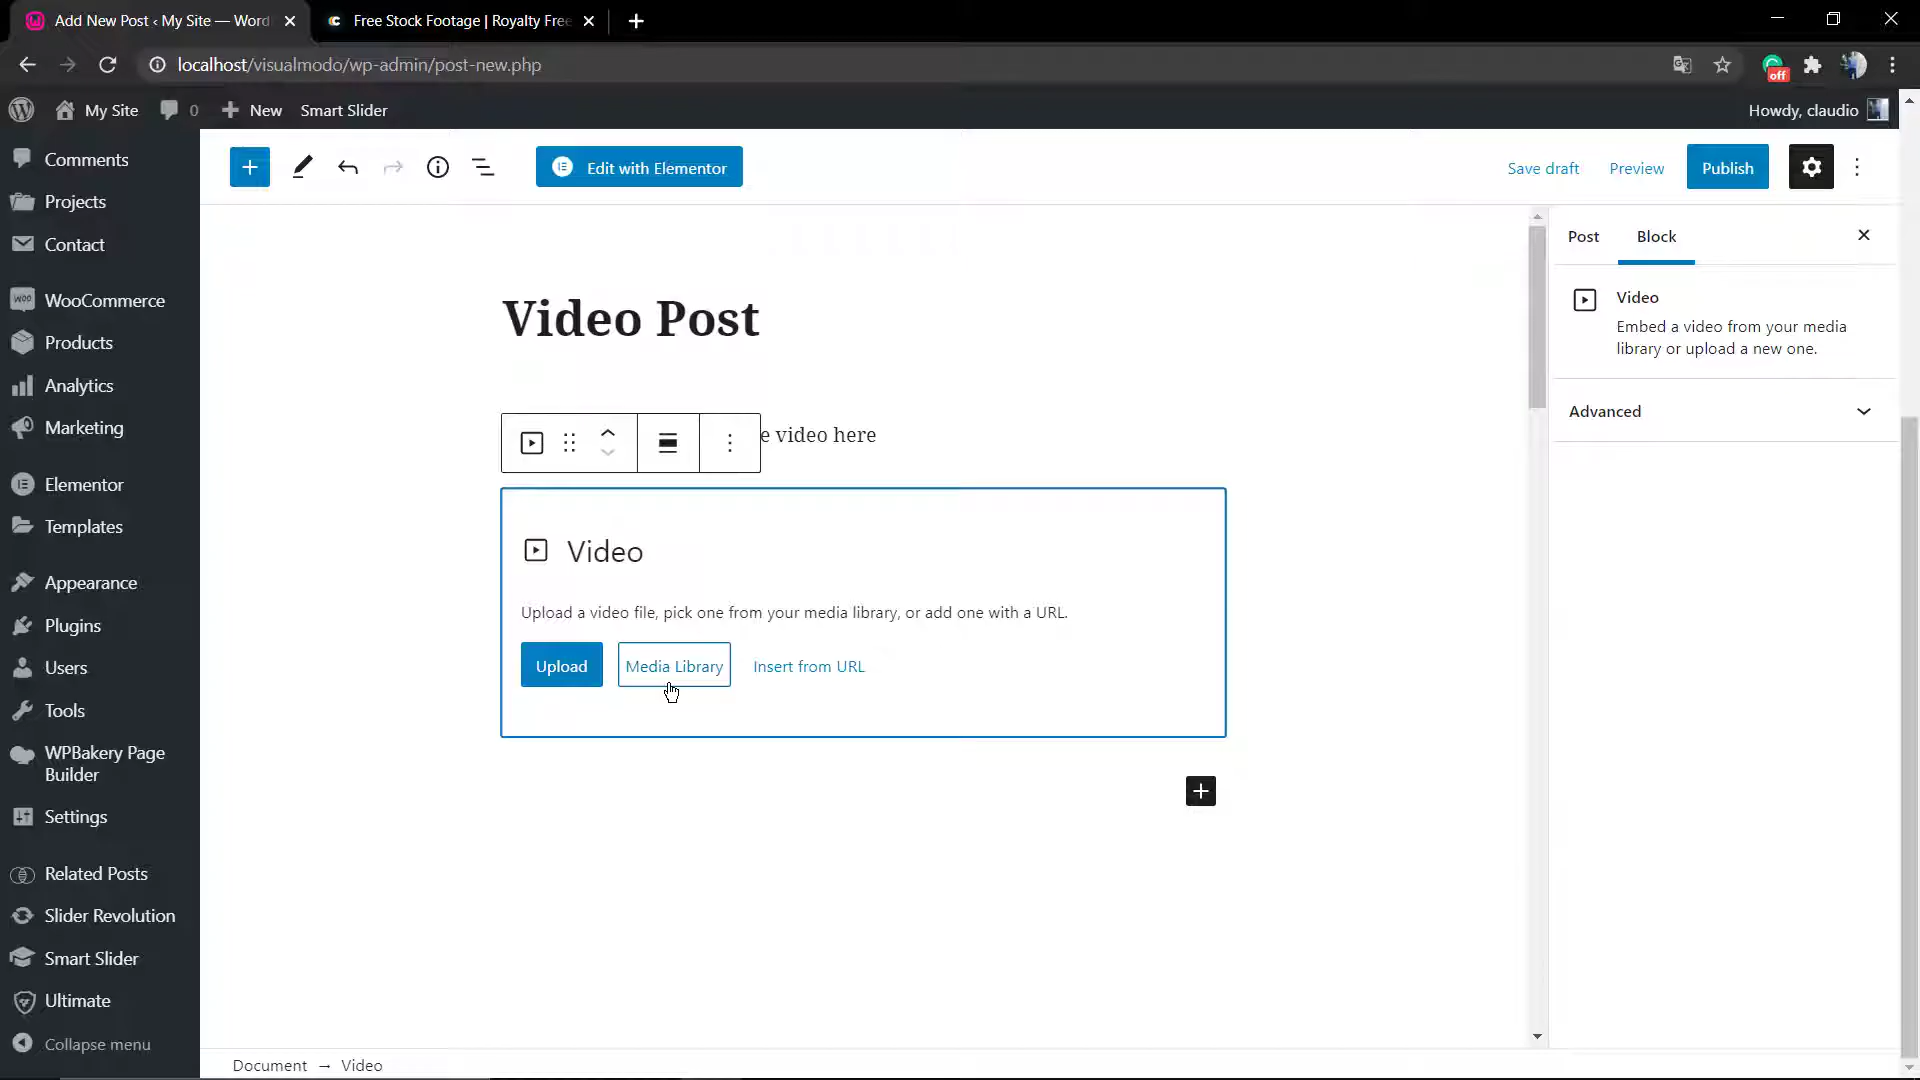 Add New Post ‹ My Site — Word
Free Stock Footage | Royalty Free
localhost/visualmodo/wp-admin/post-new.php
off
My Site
0
New
Smart Slider
Howdy, claudio
Comments
Projects
Contact
WooCommerce
Products
Analytics
Marketing
Elementor
Templates
Appearance
Plugins
Users
Tools
WPBakery Page
Builder
Settings
Related Posts
Slider Revolution
Smart Slider
Ultimate
Collapse menu
Edit with Elementor
Save draft
Preview
Publish
Video Post
e video here
Video
Upload a video file, pick one from your media library, or add one with a URL.
Upload
Media Library
Insert from URL
Post
Block
Video
Embed a video from your media
library or upload a new one.
Advanced
Document → Video